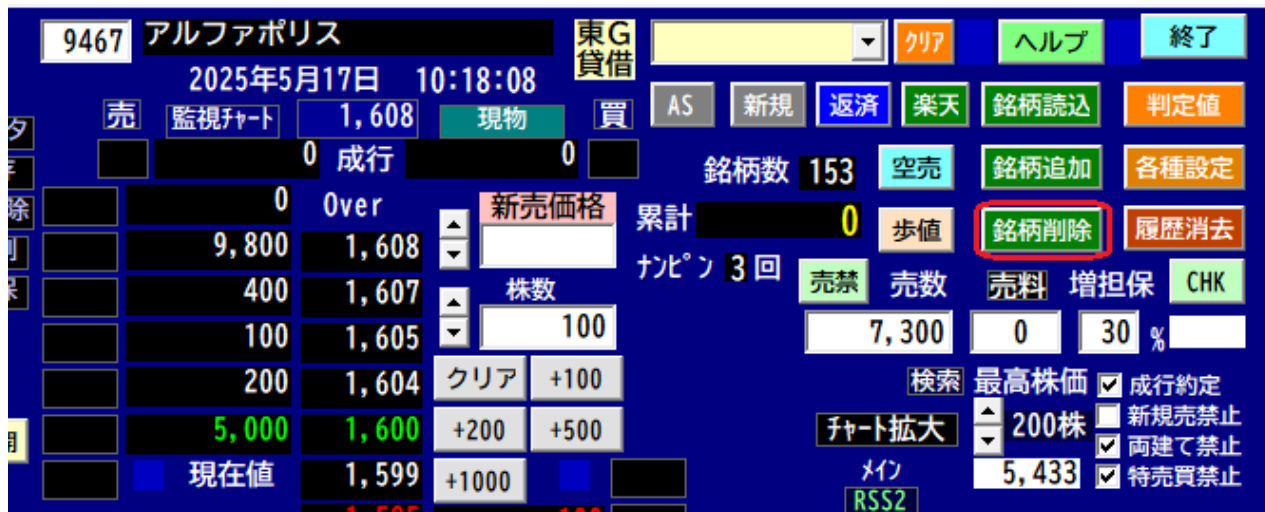 9467 アルファポリス 東G クリア ヘルプ 終了
2025年5月17日 10:18:08 貸借
売 監視ﾁｬｰﾄ 1,608 現物 買 AS 新規 返済 楽天 銘柄読込 判定値
0 成行 0 銘柄数 153 空売 銘柄追加 各種設定
0 Over 新売価格 累計 0 歩値 銘柄削除 履歴消去
9,800 1,608
ﾅﾝﾋﾟﾝ 3 回 売禁 売数 売料 増担保 CHK
400 1,607 株数
100 1,605 100 7,300 0 30 %
200 1,604 クリア +100 検索 最高株価 成行約定
5,000 1,600 +200 +500 ﾁｬｰﾄ拡大 200株 新規売禁止
両建て禁止
現在値 1,599 +1000 ﾒｲﾝ 5,433 特売買禁止
RSS2